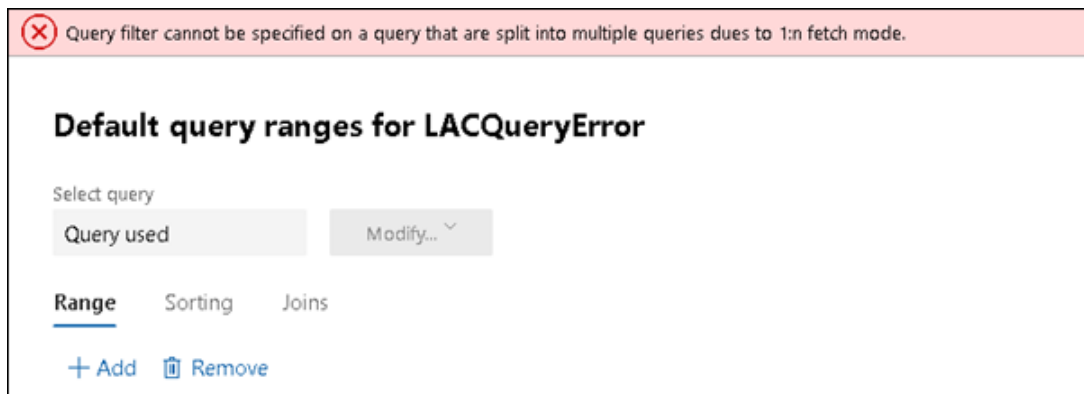 Query filter cannot be specified on a query that are split into multiple queries dues to 1:n fetch mode.
Default query ranges for LACQueryError
Select query
Query used
Modify...
Range Sorting Joins
Add Remove